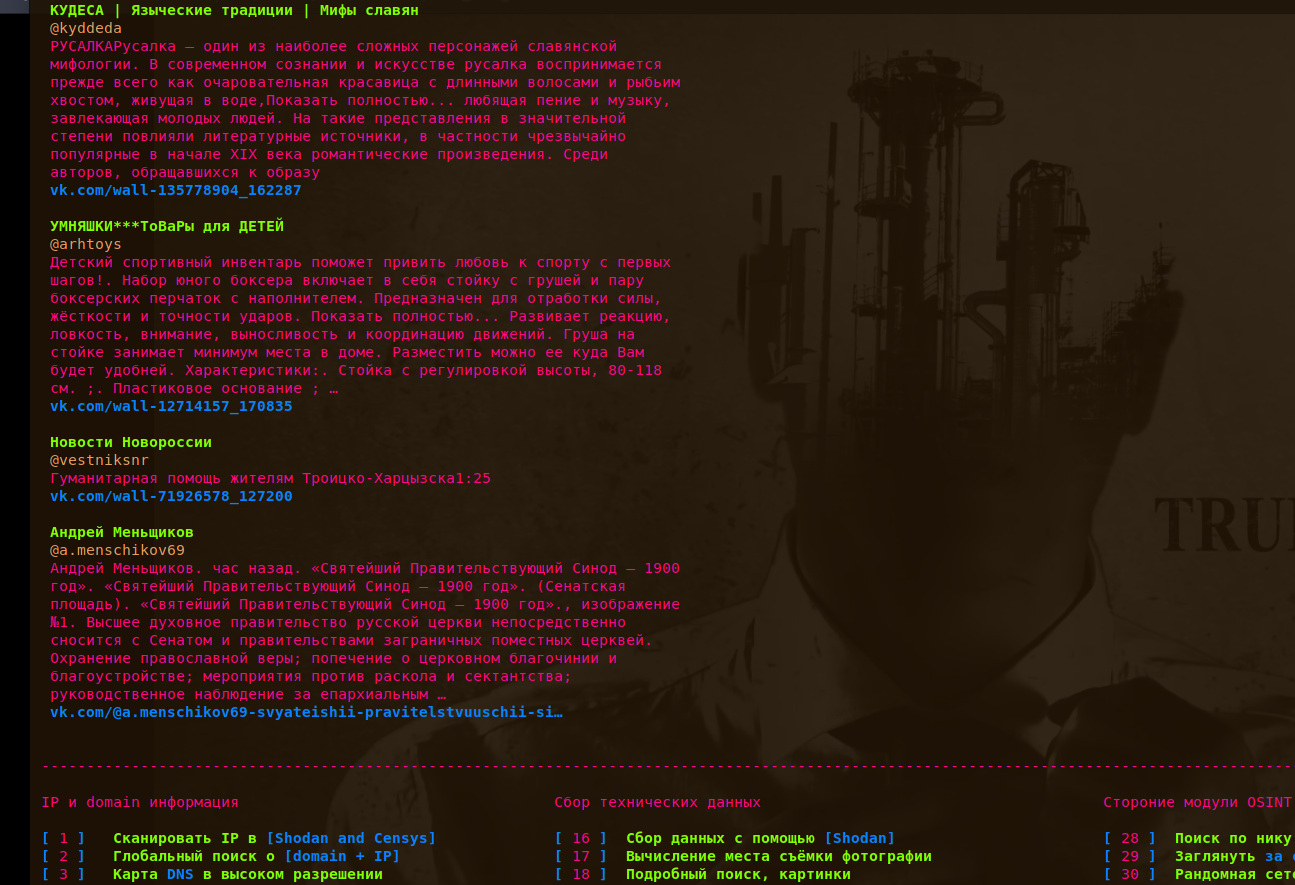 КУДЕСА | Языческие традиции | Мифы славян
@kyddeda
РУСАЛКАРусалка – один из наиболее сложных персонажей славянской
мифологии. В современном сознании и искусстве русалка воспринимается
прежде всего как очаровательная красавица с длинными волосами и рыбьим
хвостом, живущая в воде,Показать полностью... любящая пение и музыку,
завлекающая молодых людей. На такие представления в значительной
степени повлияли литературные источники, в частности чрезвычайно
популярные в начале XIX века романтические произведения. Среди
авторов, обращавшихся к образу
vk.com/wall-135778904_162287
УМНЯШКИ***ТоВаРы для ДЕТЕЙ
@arhtoys
Детский спортивный инвентарь поможет привить любовь к спорту с первых
шагов!. Набор юного боксера включает в себя стойку с грушей и пару
боксерских перчаток с наполнителем. Предназначен для отработки силы,
жёсткости и точности ударов. Показать полностью... Развивает реакцию,
ловкость, внимание, выносливость и координацию движений. Груша на
стойке занимает минимум места в доме. Разместить можно ее куда Вам
будет удобней. Характеристики:. Стойка с регулировкой высоты, 80-118
см. ;. Пластиковое основание ; …
vk.com/wall-12714157_170835
Новости Новороссии
@vestniksnr
Гуманитарная помощь жителям Троицко-Харцызска1:25
vk.com/wall-71926578_127200
Андрей Меньщиков
@a.menschikov69
Андрей Меньщиков. час назад. «Святейший Правительствующий Синод – 1900
год». «Святейший Правительствующий Синод – 1900 год». (Сенатская
площадь). «Святейший Правительствующий Синод – 1900 год»., изображение
№1. Высшее духовное правительство русской церкви непосредственно
сносится с Сенатом и правительствами заграничных поместных церквей.
Охранение православной веры; попечение о церковном благочинии и
благоустройстве; мероприятия против раскола и сектантства;
руководственное наблюдение за епархиальным …
vk.com/@a.menschikov69-svyateishii-pravitelstvuuschii-si…
TRU
IP и domain информация Сбор технических данных Стороние модули OSINT
[ 1 ] Сканировать IP в [Shodan and Censys] [ 16 ] Сбор данных с помощью [Shodan] [ 28 ] Поиск по нику
[ 2 ] Глобальный поиск о [domain + IP] [ 17 ] Вычисление места съёмки фотографии [ 29 ] Заглянуть за
[ 3 ] Карта DNS в высоком разрешении [ 18 ] Подробный поиск, картинки [ 30 ] Рандомная